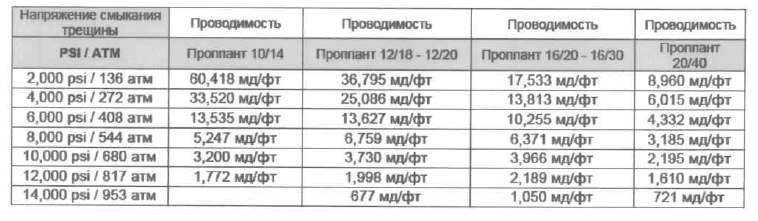 Напряжение смыкания трещины | Проводимость | Проводимость | Проводимость | Проводимость
PSI / АТМ | Проппант 10/14 | Проппант 12/18 - 12/20 | Проппант 16/20 - 16/30 | Проппант 20/40
2,000 psi / 136 атм | 60,418 мд/фт | 36,795 мд/фт | 17,533 мд/фт | 8,960 мд/фт
4,000 psi / 272 атм | 33,520 мд/фт | 25,086 мд/фт | 13,813 мд/фт | 6,015 мд/фт
6,000 psi / 408 атм | 13,535 мд/фт | 13,627 мд/фт | 10,255 мд/фт | 4,332 мд/фт
8,000 psi / 544 атм | 5,247 мд/фт | 6,759 мд/фт | 6,371 мд/фт | 3,185 мд/фт
10,000 psi / 680 атм | 3,200 мд/фт | 3,730 мд/фт | 3,966 мд/фт | 2,195 мд/фт
12,000 psi / 817 атм | 1,772 мд/фт | 1,998 мд/фт | 2,189 мд/фт | 1,610 мд/фт
14,000 psi / 953 атм | | 677 мд/фт | 1,050 мд/фт | 721 мд/фт